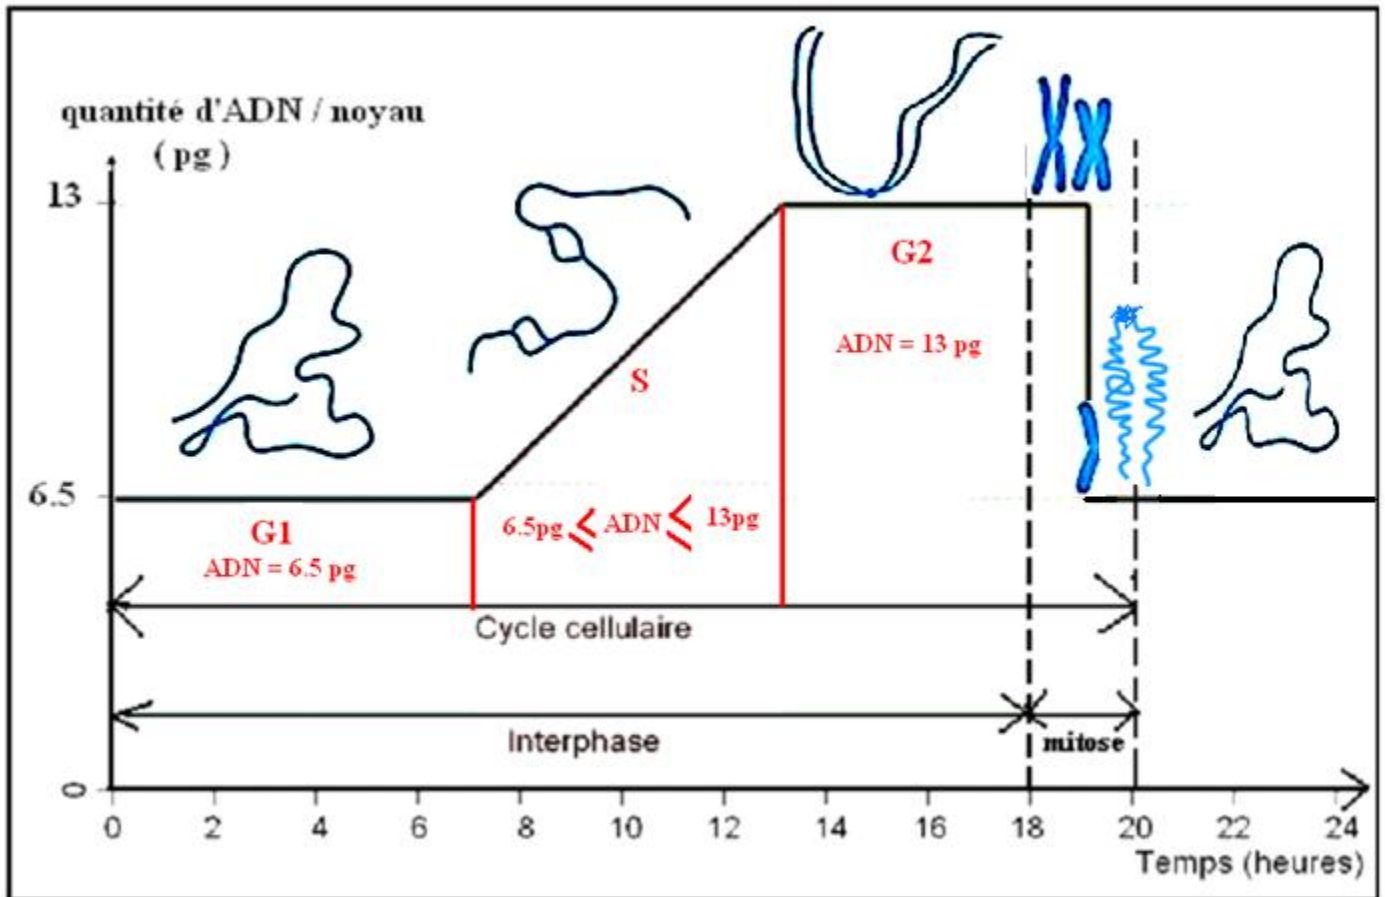 quantité d'ADN / noyau
( pg )
13
G2
ADN = 13 pg
S
6.5
6.5pg < ADN < 13pg
G1
ADN = 6.5 pg
Cycle cellulaire
Interphase
mitose
0
0 2 4 6 8 10 12 14 16 18 20 22 24
Temps (heures)